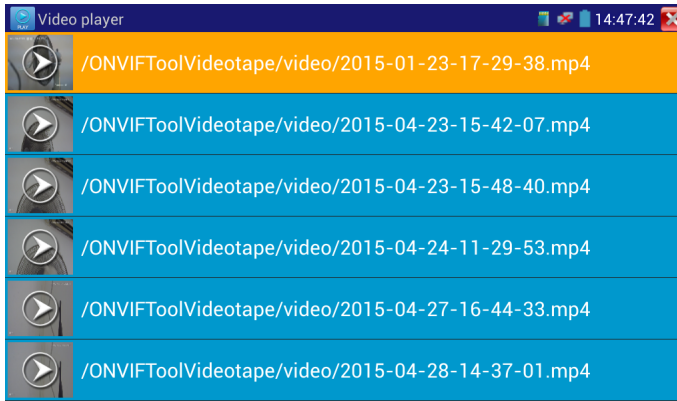 PLAY
Video player
14:47:42
/ONVIFToolVideotape/video/2015-01-23-17-29-38.mp4
/ONVIFToolVideotape/video/2015-04-23-15-42-07.mp4
/ONVIFToolVideotape/video/2015-04-23-15-48-40.mp4
/ONVIFToolVideotape/video/2015-04-24-11-29-53.mp4
/ONVIFToolVideotape/video/2015-04-27-16-44-33.mp4
/ONVIFToolVideotape/video/2015-04-28-14-37-01.mp4